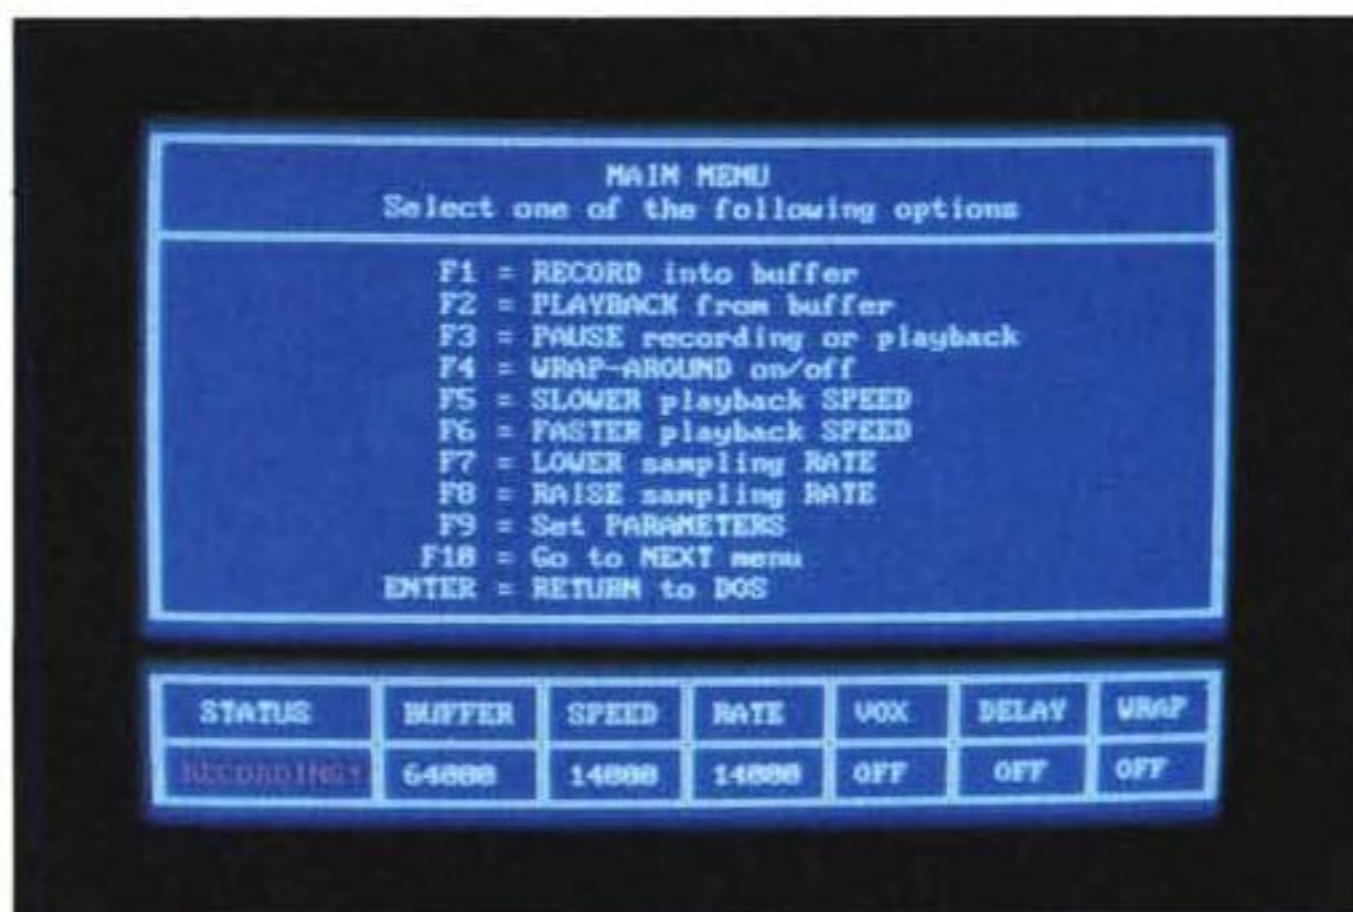 MAIN MENU
Select one of the following options
F1 = RECORD into buffer
F2 = PLAYBACK from buffer
F3 = PAUSE recording or playback
F4 = WRAP-AROUND on/off
F5 = SLOWER playback SPEED
F6 = FASTER playback SPEED
F7 = LOWER sampling RATE
F8 = RAISE sampling RATE
F9 = Set PARAMETERS
F10 = Go to NEXT menu
ENTER = RETURN to DOS
STATUS BUFFER SPEED RATE VOX DELAY WRAP
RECORDING! 64000 14000 14000 OFF OFF OFF